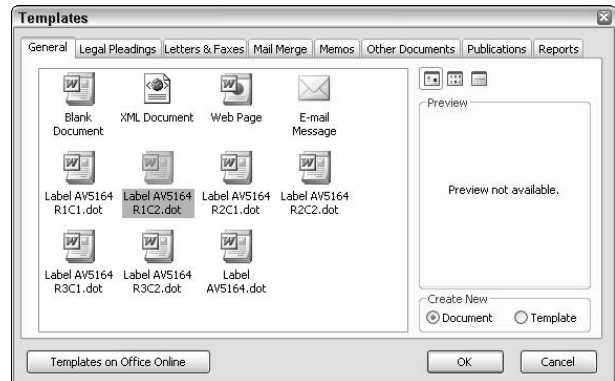 Templates
General Legal Pleadings Letters & Faxes Mail Merge Memos Other Documents Publications Reports
Blank
Document
XML Document
Web Page
E-mail
Message
Label AV5164
R1C1.dot
Label AV5164
R1C2.dot
Label AV5164
R2C1.dot
Label AV5164
R2C2.dot
Label AV5164
R3C1.dot
Label AV5164
R3C2.dot
Label
AV5164.dot
Preview
Preview not available.
Create New
Document Template
Templates on Office Online
OK
Cancel